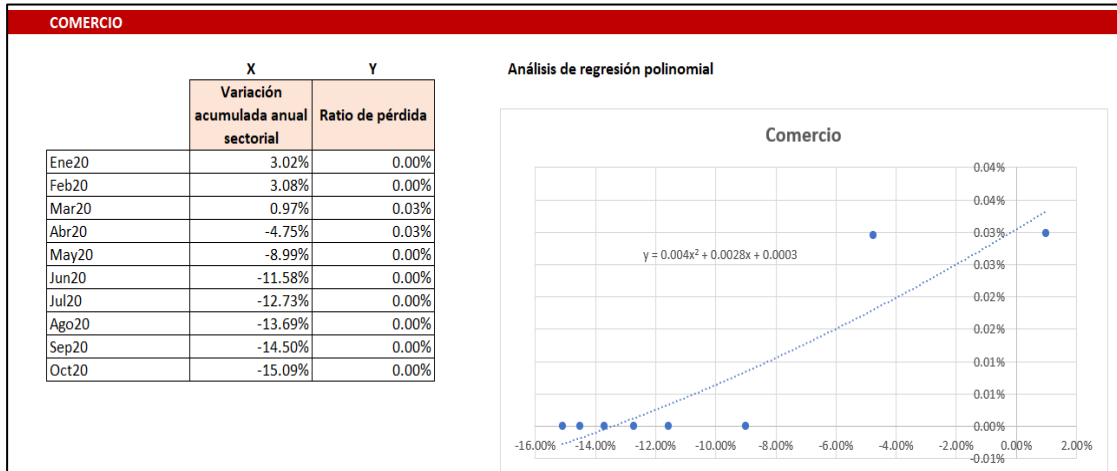 COMERCIO
X Y
Variación acumulada anual sectorial Ratio de pérdida
Ene20 3.02% 0.00%
Feb20 3.08% 0.00%
Mar20 0.97% 0.03%
Abr20 -4.75% 0.03%
May20 -8.99% 0.00%
Jun20 -11.58% 0.00%
Jul20 -12.73% 0.00%
Ago20 -13.69% 0.00%
Sep20 -14.50% 0.00%
Oct20 -15.09% 0.00%
Análisis de regresión polinomial
Comercio
0.04%
0.04%
0.03%
y = 0.004x² + 0.0028x + 0.0003
0.03%
0.02%
0.02%
0.01%
0.01%
0.00%
-16.00% -14.00% -12.00% -10.00% -8.00% -6.00% -4.00% -2.00% 0.00% 2.00%
-0.01%